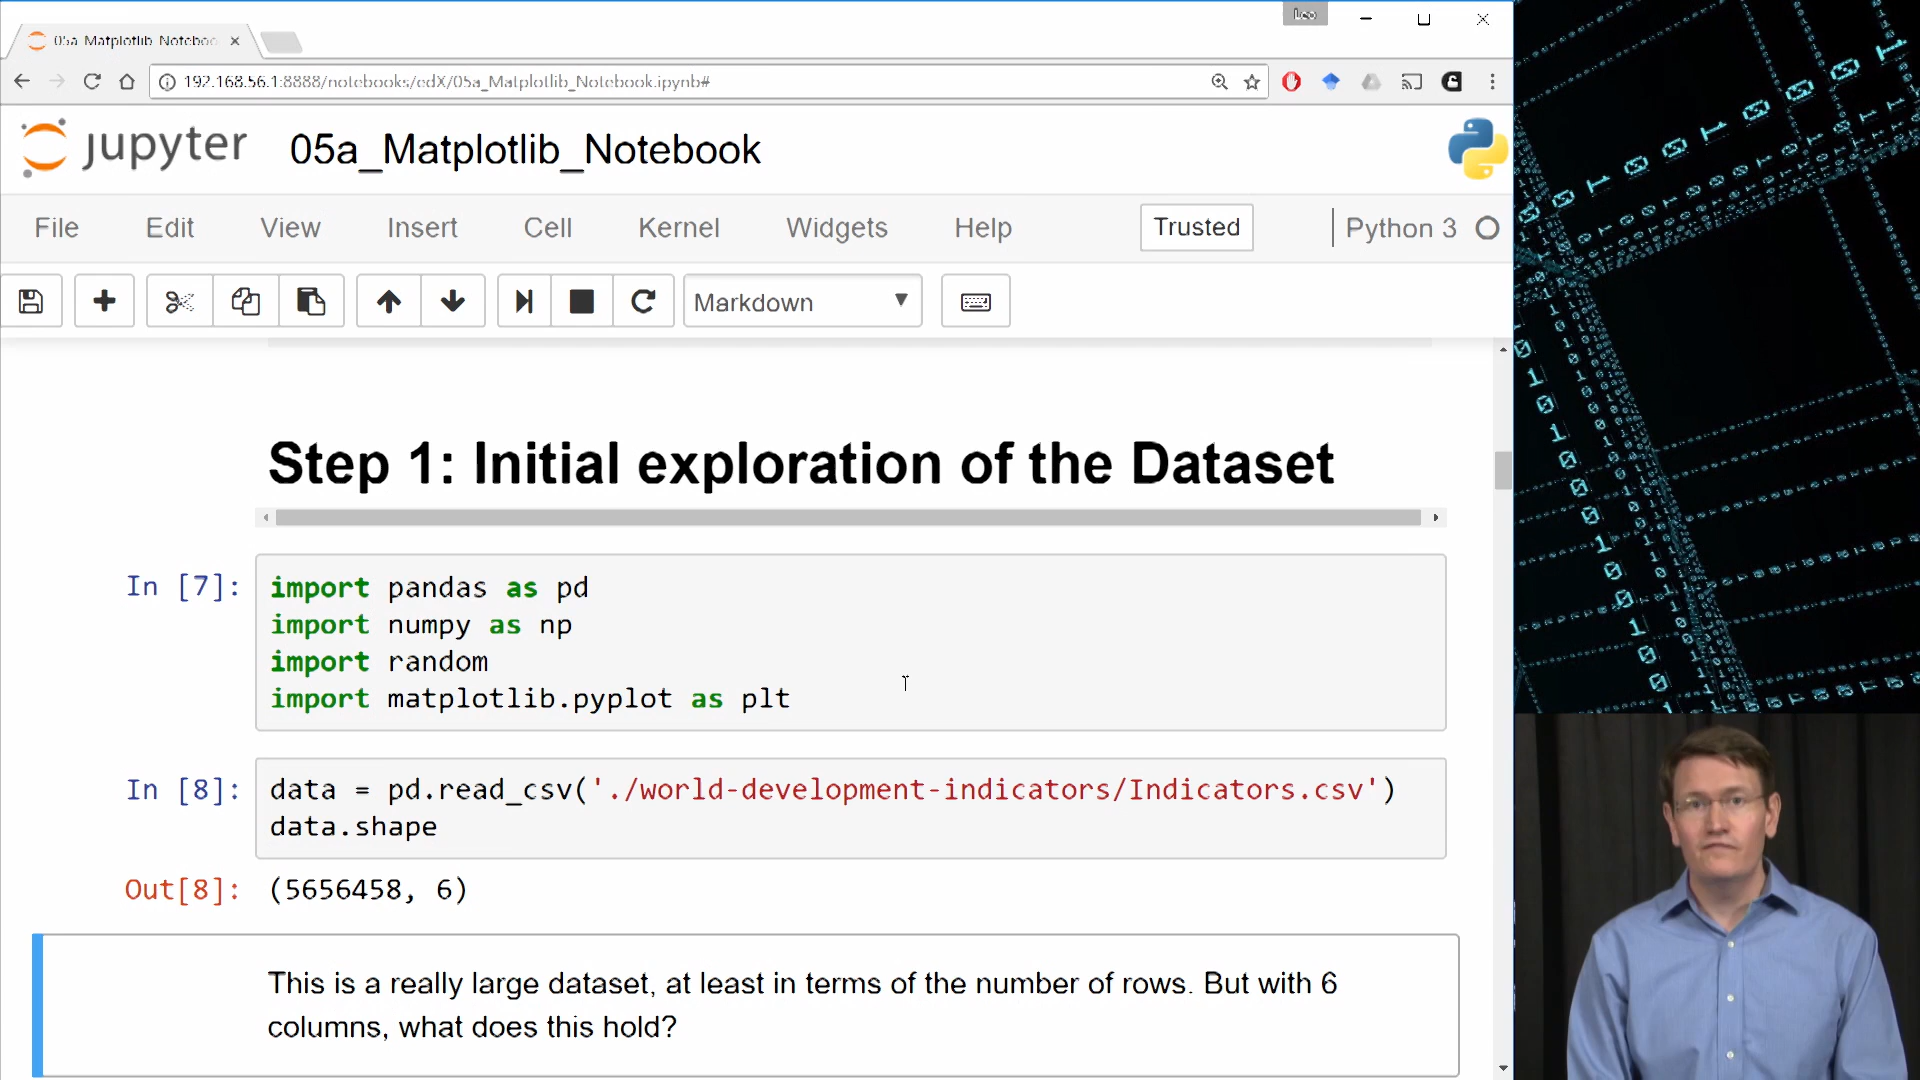 Leo
05a_Matplotlib_Noteboo
192.168.56.1:8888/notebooks/edX/05a_Matplotlib_Notebook.ipynb#
jupyter 05a_Matplotlib_Notebook
File Edit View Insert Cell Kernel Widgets Help Trusted Python 3
Markdown
Step 1: Initial exploration of the Dataset
In [7]: import pandas as pd
import numpy as np
import random
import matplotlib.pyplot as plt
In [8]: data = pd.read_csv('./world-development-indicators/Indicators.csv')
data.shape
Out[8]: (5656458, 6)
This is a really large dataset, at least in terms of the number of rows. But with 6
columns, what does this hold?